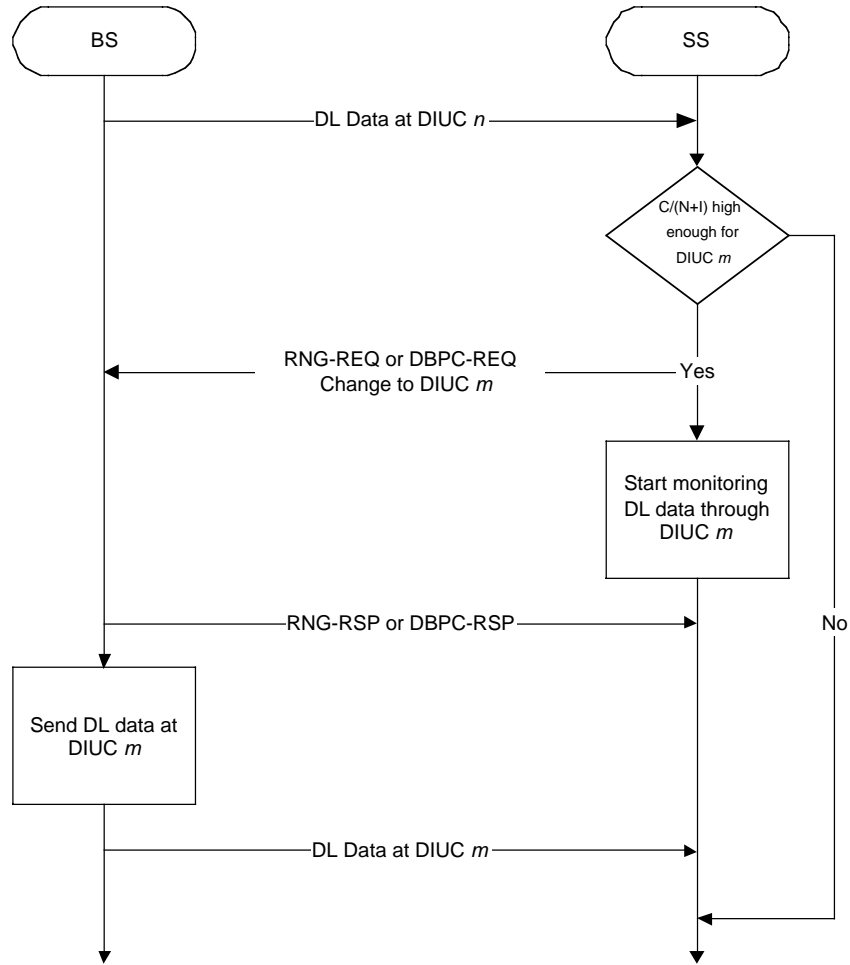 BS
SS
DL Data at DIUC n
C/(N+I) high
enough for
DIUC m
RNG-REQ or DBPC-REQ
Change to DIUC m
Yes
Start monitoring
DL data through
DIUC m
RNG-RSP or DBPC-RSP
No
Send DL data at
DIUC m
DL Data at DIUC m